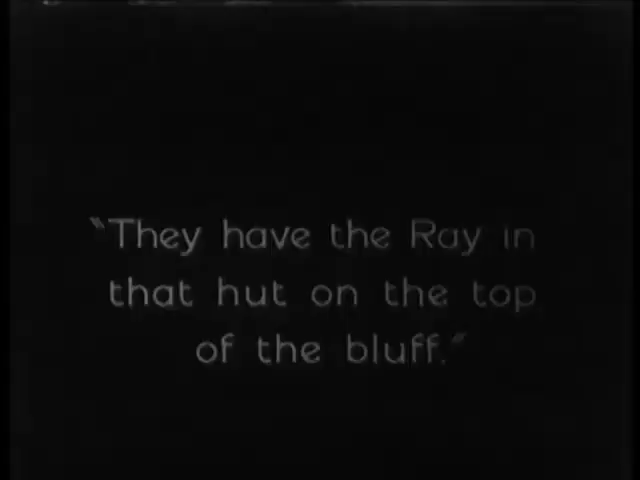 "They have the Ray in
that hut on the top
of the bluff."